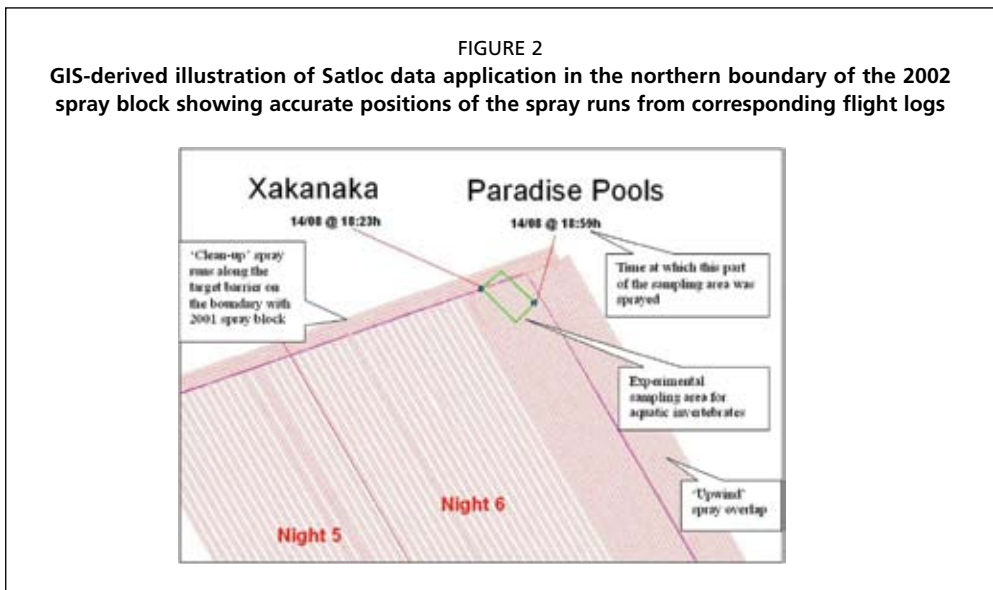 FIGURE 2
GIS-derived illustration of Satloc data application in the northern boundary of the 2002
spray block showing accurate positions of the spray runs from corresponding flight logs
Xakanaka
Paradise Pools
14/08 @ 18:23h
14/08 @ 18:59h
'Clean-up' spray
runs along the
target barrier on
the boundary with
2001 spray block
Time at which this part
of the sampling area was
sprayed
Experimental
sampling area for
aquatic invertebrates
'Upwind'
spray overlap
Night 6
Night 5